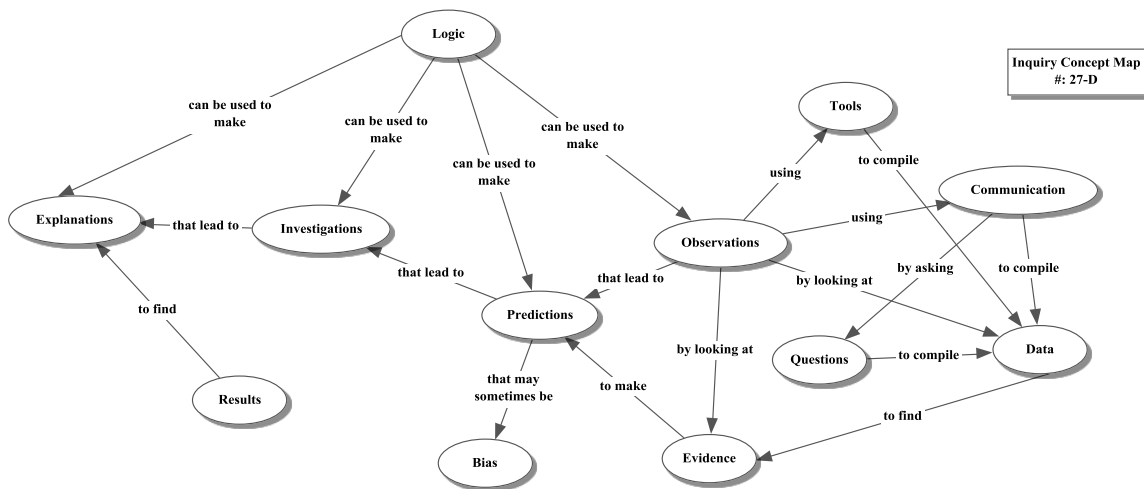 Logic
Inquiry Concept Map
#: 27-D
can be used to
make
can be used to
make
can be used to
make
can be used to
make
Tools
using
to compile
Communication
using
Explanations
that lead to
Investigations
Observations
that lead to
that lead to
by looking at
by asking
to compile
to find
Predictions
by looking at
Questions
to compile
Data
that may
sometimes be
to make
Results
to find
Bias
Evidence